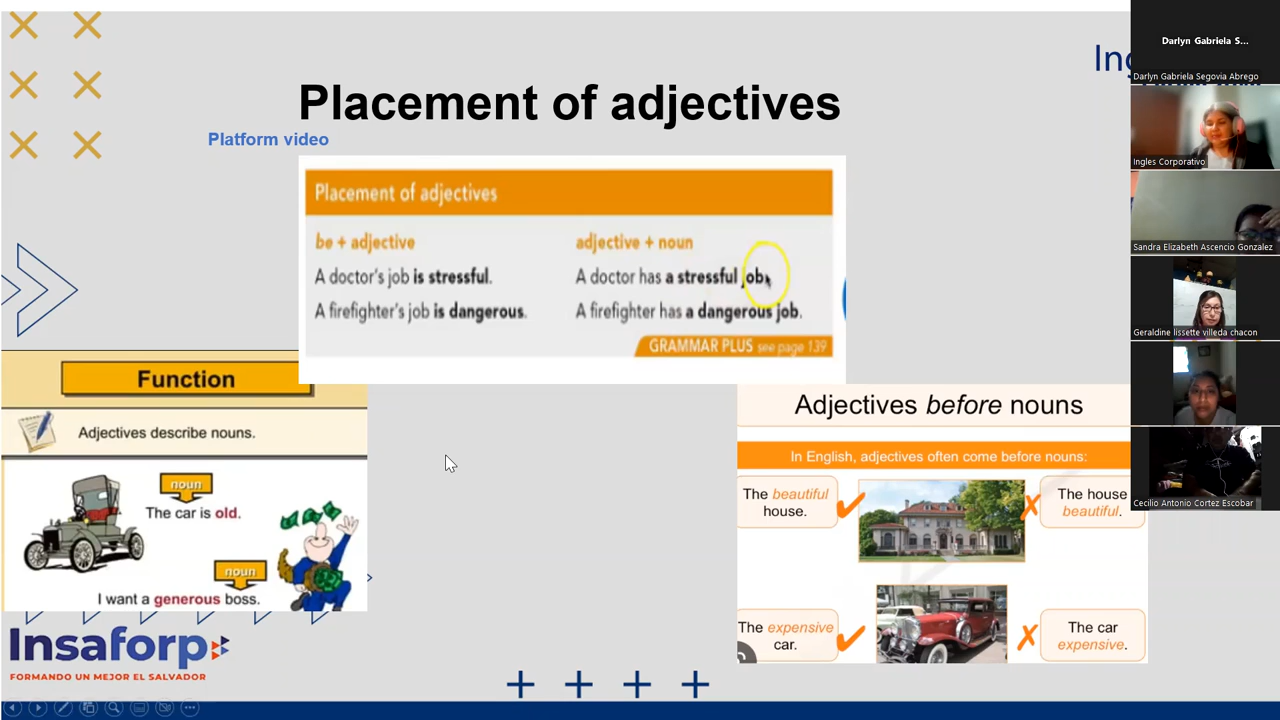 Ing
Placement of adjectives
Platform video
Placement of adjectives
be + adjective
A doctor's job is stressful.
A firefighter's job is dangerous.
adjective + noun
A doctor has a stressful job.
A firefighter has a dangerous job.
GRAMMAR PLUS see page 139
Function
Adjectives describe nouns.
noun
The car is old.
noun
I want a generous boss.
Adjectives before nouns
In English, adjectives often come before nouns:
The beautiful
house.
The house
beautiful.
The expensive
car.
The car
expensive.
Insaforp
FORMANDO UN MEJOR EL SALVADOR
Darlyn Gabriela S...
Darlyn Gabriela Segovia Abrego
Ingles Corporativo
Sandra Elizabeth Ascencio Gonzalez
Geraldine lissette villeda chacon
Cecilio Antonio Cortez Escobar